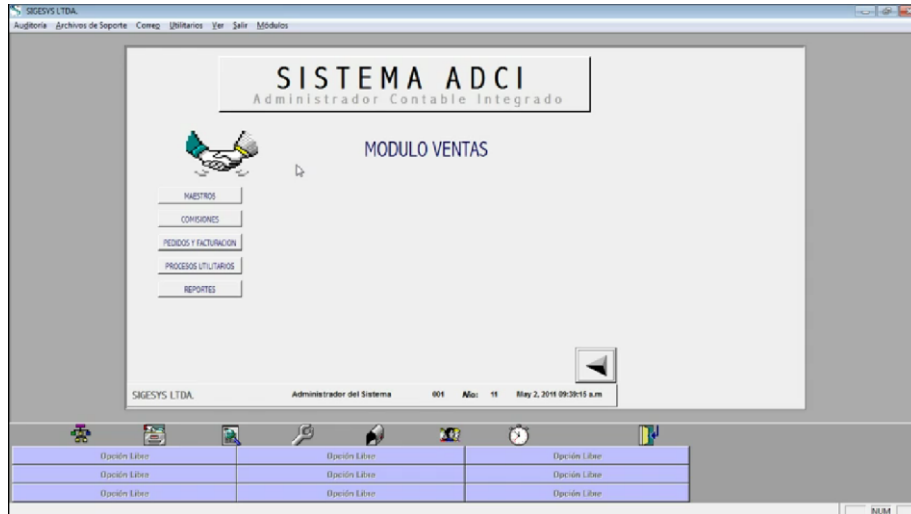 SIGESYS LTDA.
Auditoría Archivos de Soporte Correg Utilitarios Ver Salir Módulos
SISTEMA ADCI
Administrador Contable Integrado
MODULO VENTAS
MAESTROS
COMISIONES
PEDIDOS Y FACTURACION
PROCESOS UTILITARIOS
REPORTES
SIGESYS LTDA. Administrador del Sistema 001 Año: 11 May 2, 2011 09:39:15 a.m
Opción Libre Opción Libre Opción Libre
Opción Libre Opción Libre Opción Libre
Opción Libre Opción Libre Opción Libre
NUM